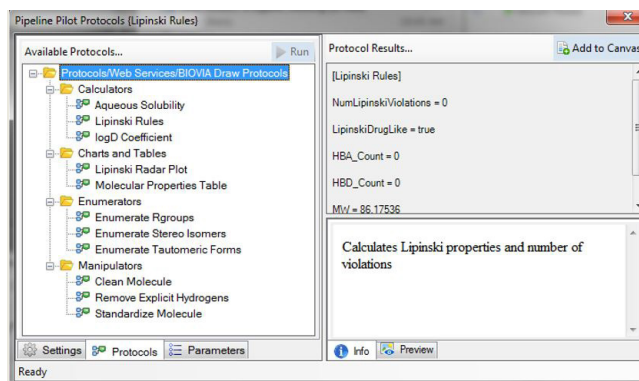 Pipeline Pilot Protocols {Lipinski Rules}
Available Protocols...
Run
Protocols/Web Services/BIOVIA Draw Protocols
Calculators
Aqueous Solubility
Lipinski Rules
logD Coefficient
Charts and Tables
Lipinski Radar Plot
Molecular Properties Table
Enumerators
Enumerate Rgroups
Enumerate Stereo Isomers
Enumerate Tautomeric Forms
Manipulators
Clean Molecule
Remove Explicit Hydrogens
Standardize Molecule
Settings
Protocols
Parameters
Protocol Results...
Add to Canvas
[Lipinski Rules]
NumLipinskiViolations = 0
LipinskiDrugLike = true
HBA_Count = 0
HBD_Count = 0
MW = 86.17536
Calculates Lipinski properties and number of
violations
Info
Preview
Ready